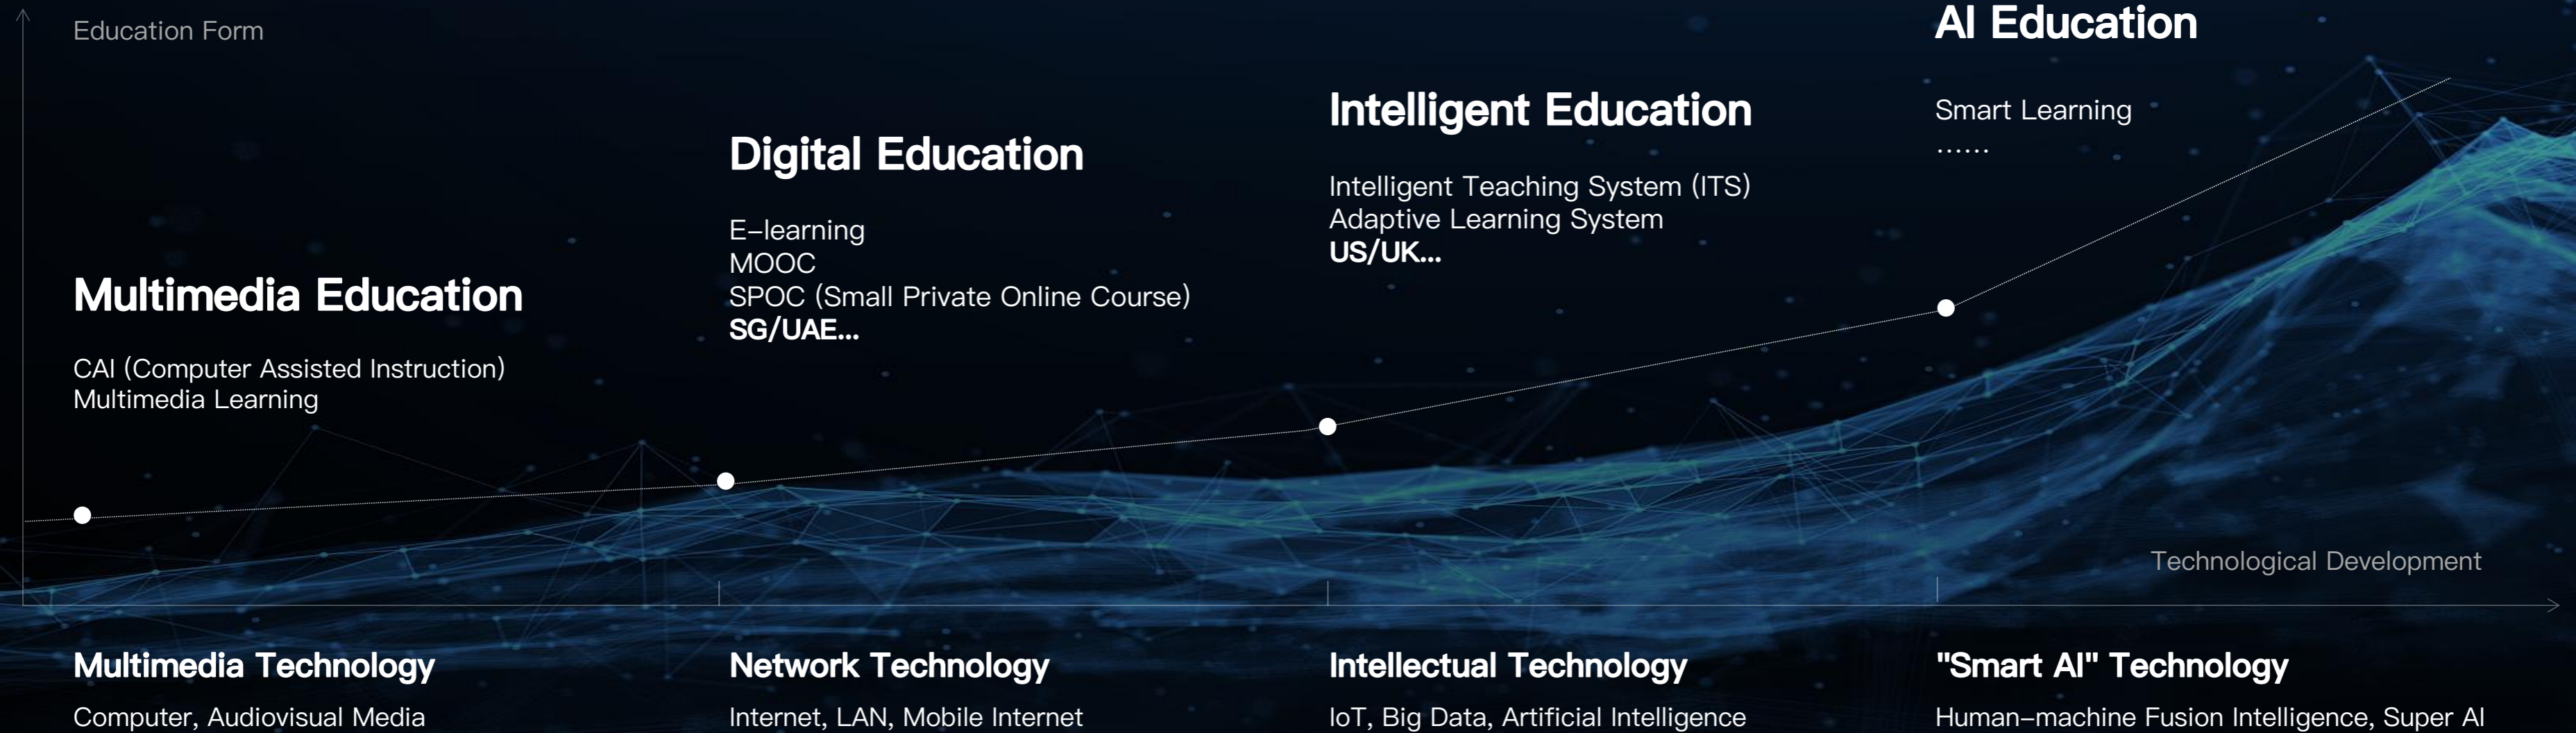 Education Form
AI Education
Smart Learning
......
Intelligent Education
Intelligent Teaching System (ITS)
Adaptive Learning System
US/UK...
Digital Education
E-learning
MOOC
SPOC (Small Private Online Course)
SG/UAE...
Multimedia Education
CAI (Computer Assisted Instruction)
Multimedia Learning
Technological Development
Multimedia Technology
Computer, Audiovisual Media
Network Technology
Internet, LAN, Mobile Internet
Intellectual Technology
IoT, Big Data, Artificial Intelligence
"Smart AI" Technology
Human-machine Fusion Intelligence, Super AI